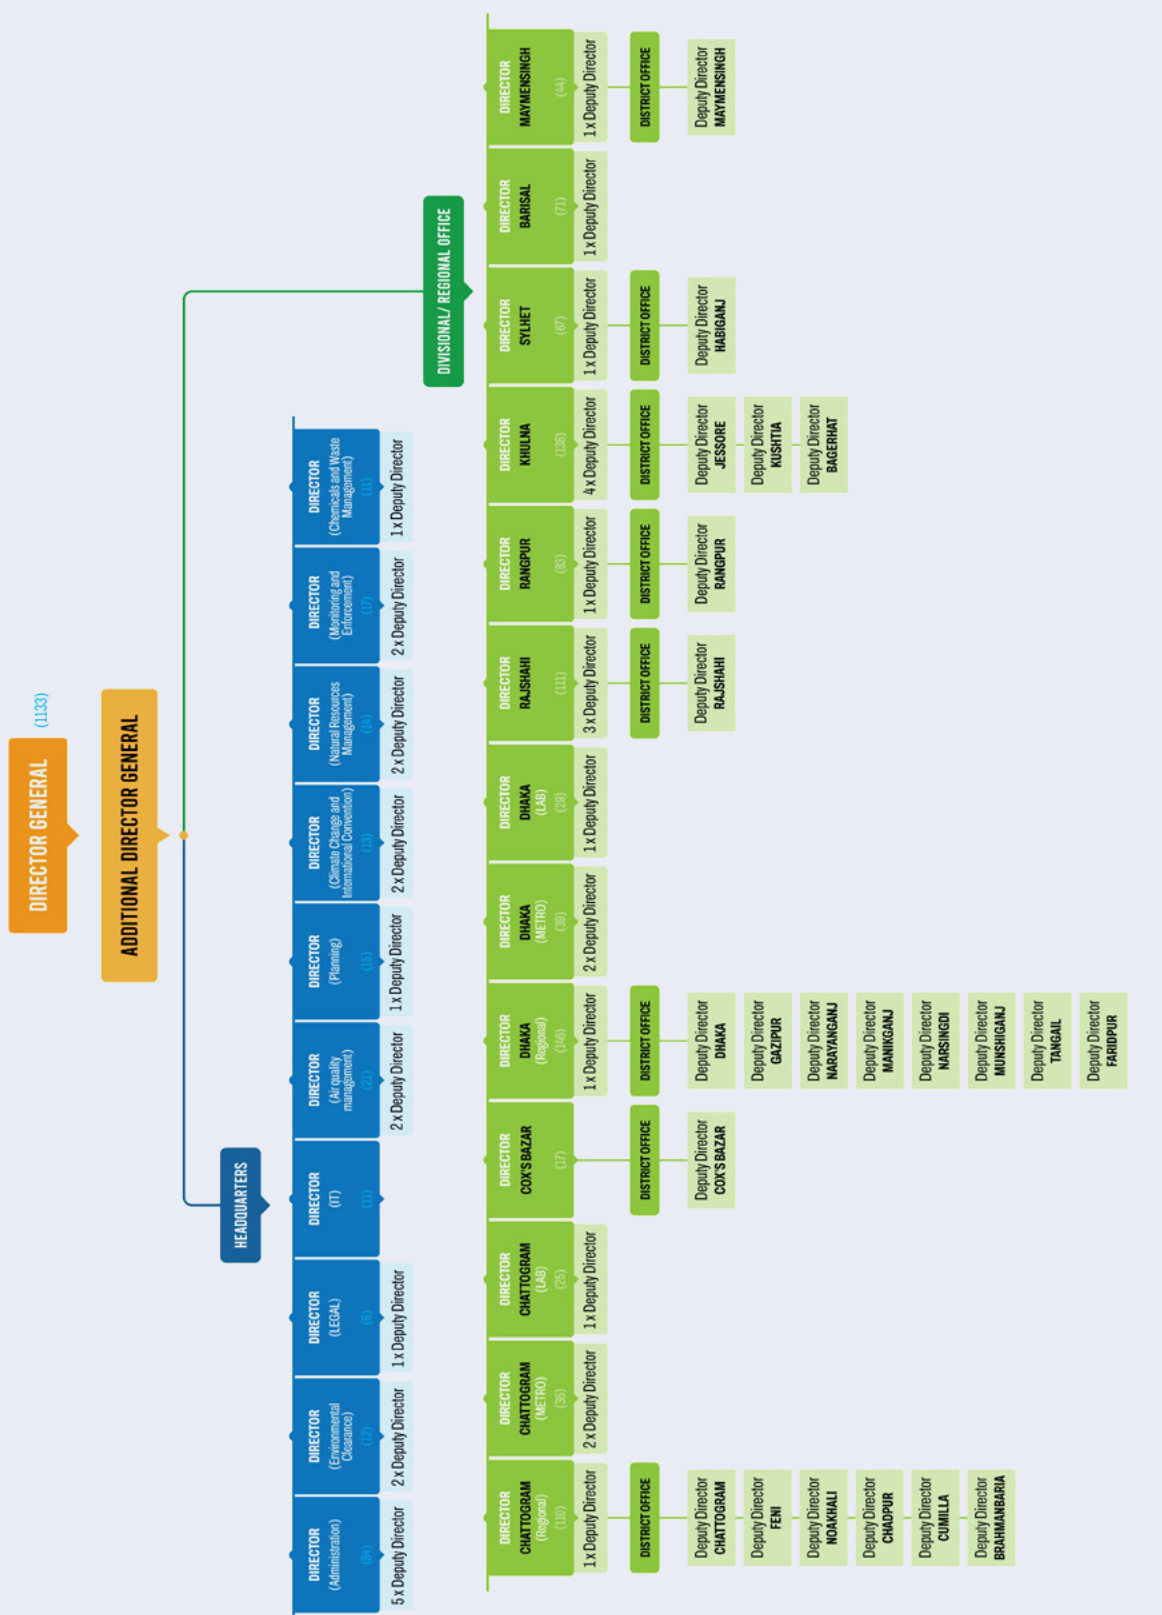 DIRECTOR GENERAL
(1133)
ADDITIONAL DIRECTOR GENERAL
HEADQUARTERS
DIRECTOR
(Administration)
(84)
5 x Deputy Director
DIRECTOR
(Environmental
Clearance)
(12)
2 x Deputy Director
DIRECTOR
(LEGAL)
(8)
1 x Deputy Director
DIRECTOR
(IT)
(11)
DIRECTOR
(Air quality
management)
(21)
2 x Deputy Director
DIRECTOR
(Planning)
(15)
1 x Deputy Director
DIRECTOR
(Climate Change and
International Convention)
(13)
2 x Deputy Director
DIRECTOR
(Natural Resources
Management)
(14)
2 x Deputy Director
DIRECTOR
(Monitoring and
Enforcement)
(17)
2 x Deputy Director
DIRECTOR
(Chemicals and Waste
Management)
(11)
1 x Deputy Director
DIVISIONAL/ REGIONAL OFFICE
DIRECTOR
CHATTOGRAM
(Regional)
(110)
1 x Deputy Director
DISTRICT OFFICE
Deputy Director
CHATTOGRAM
Deputy Director
FENI
Deputy Director
NOAKHALI
Deputy Director
CHADPUR
Deputy Director
CUMILLA
Deputy Director
BRAHMANBARIA
DIRECTOR
CHATTOGRAM
(METRO)
(36)
2 x Deputy Director
DIRECTOR
CHATTOGRAM
(LAB)
(25)
1 x Deputy Director
DIRECTOR
COX'S BAZAR
(17)
DISTRICT OFFICE
Deputy Director
COX'S BAZAR
DIRECTOR
DHAKA
(Regional)
(148)
1 x Deputy Director
DISTRICT OFFICE
Deputy Director
DHAKA
Deputy Director
GAZIPUR
Deputy Director
NARAYANGANJ
Deputy Director
MANIKGANJ
Deputy Director
NARSINGDI
Deputy Director
MUNSHIGANJ
Deputy Director
TANGAIL
Deputy Director
FARIDPUR
DIRECTOR
DHAKA
(METRO)
(39)
2 x Deputy Director
DIRECTOR
DHAKA
(LAB)
(29)
1 x Deputy Director
DIRECTOR
RAJSHAHI
(111)
3 x Deputy Director
DISTRICT OFFICE
Deputy Director
RAJSHAHI
DIRECTOR
RANGPUR
(83)
1 x Deputy Director
DISTRICT OFFICE
Deputy Director
RANGPUR
DIRECTOR
KHULNA
(138)
4 x Deputy Director
DISTRICT OFFICE
Deputy Director
JESSORE
Deputy Director
KUSHTIA
Deputy Director
BAGERHAT
DIRECTOR
SYLHET
(67)
1 x Deputy Director
DISTRICT OFFICE
Deputy Director
HABIGANJ
DIRECTOR
BARISAL
(71)
1 x Deputy Director
DIRECTOR
MAYMENSINGH
(44)
1 x Deputy Director
DISTRICT OFFICE
Deputy Director
MAYMENSINGH